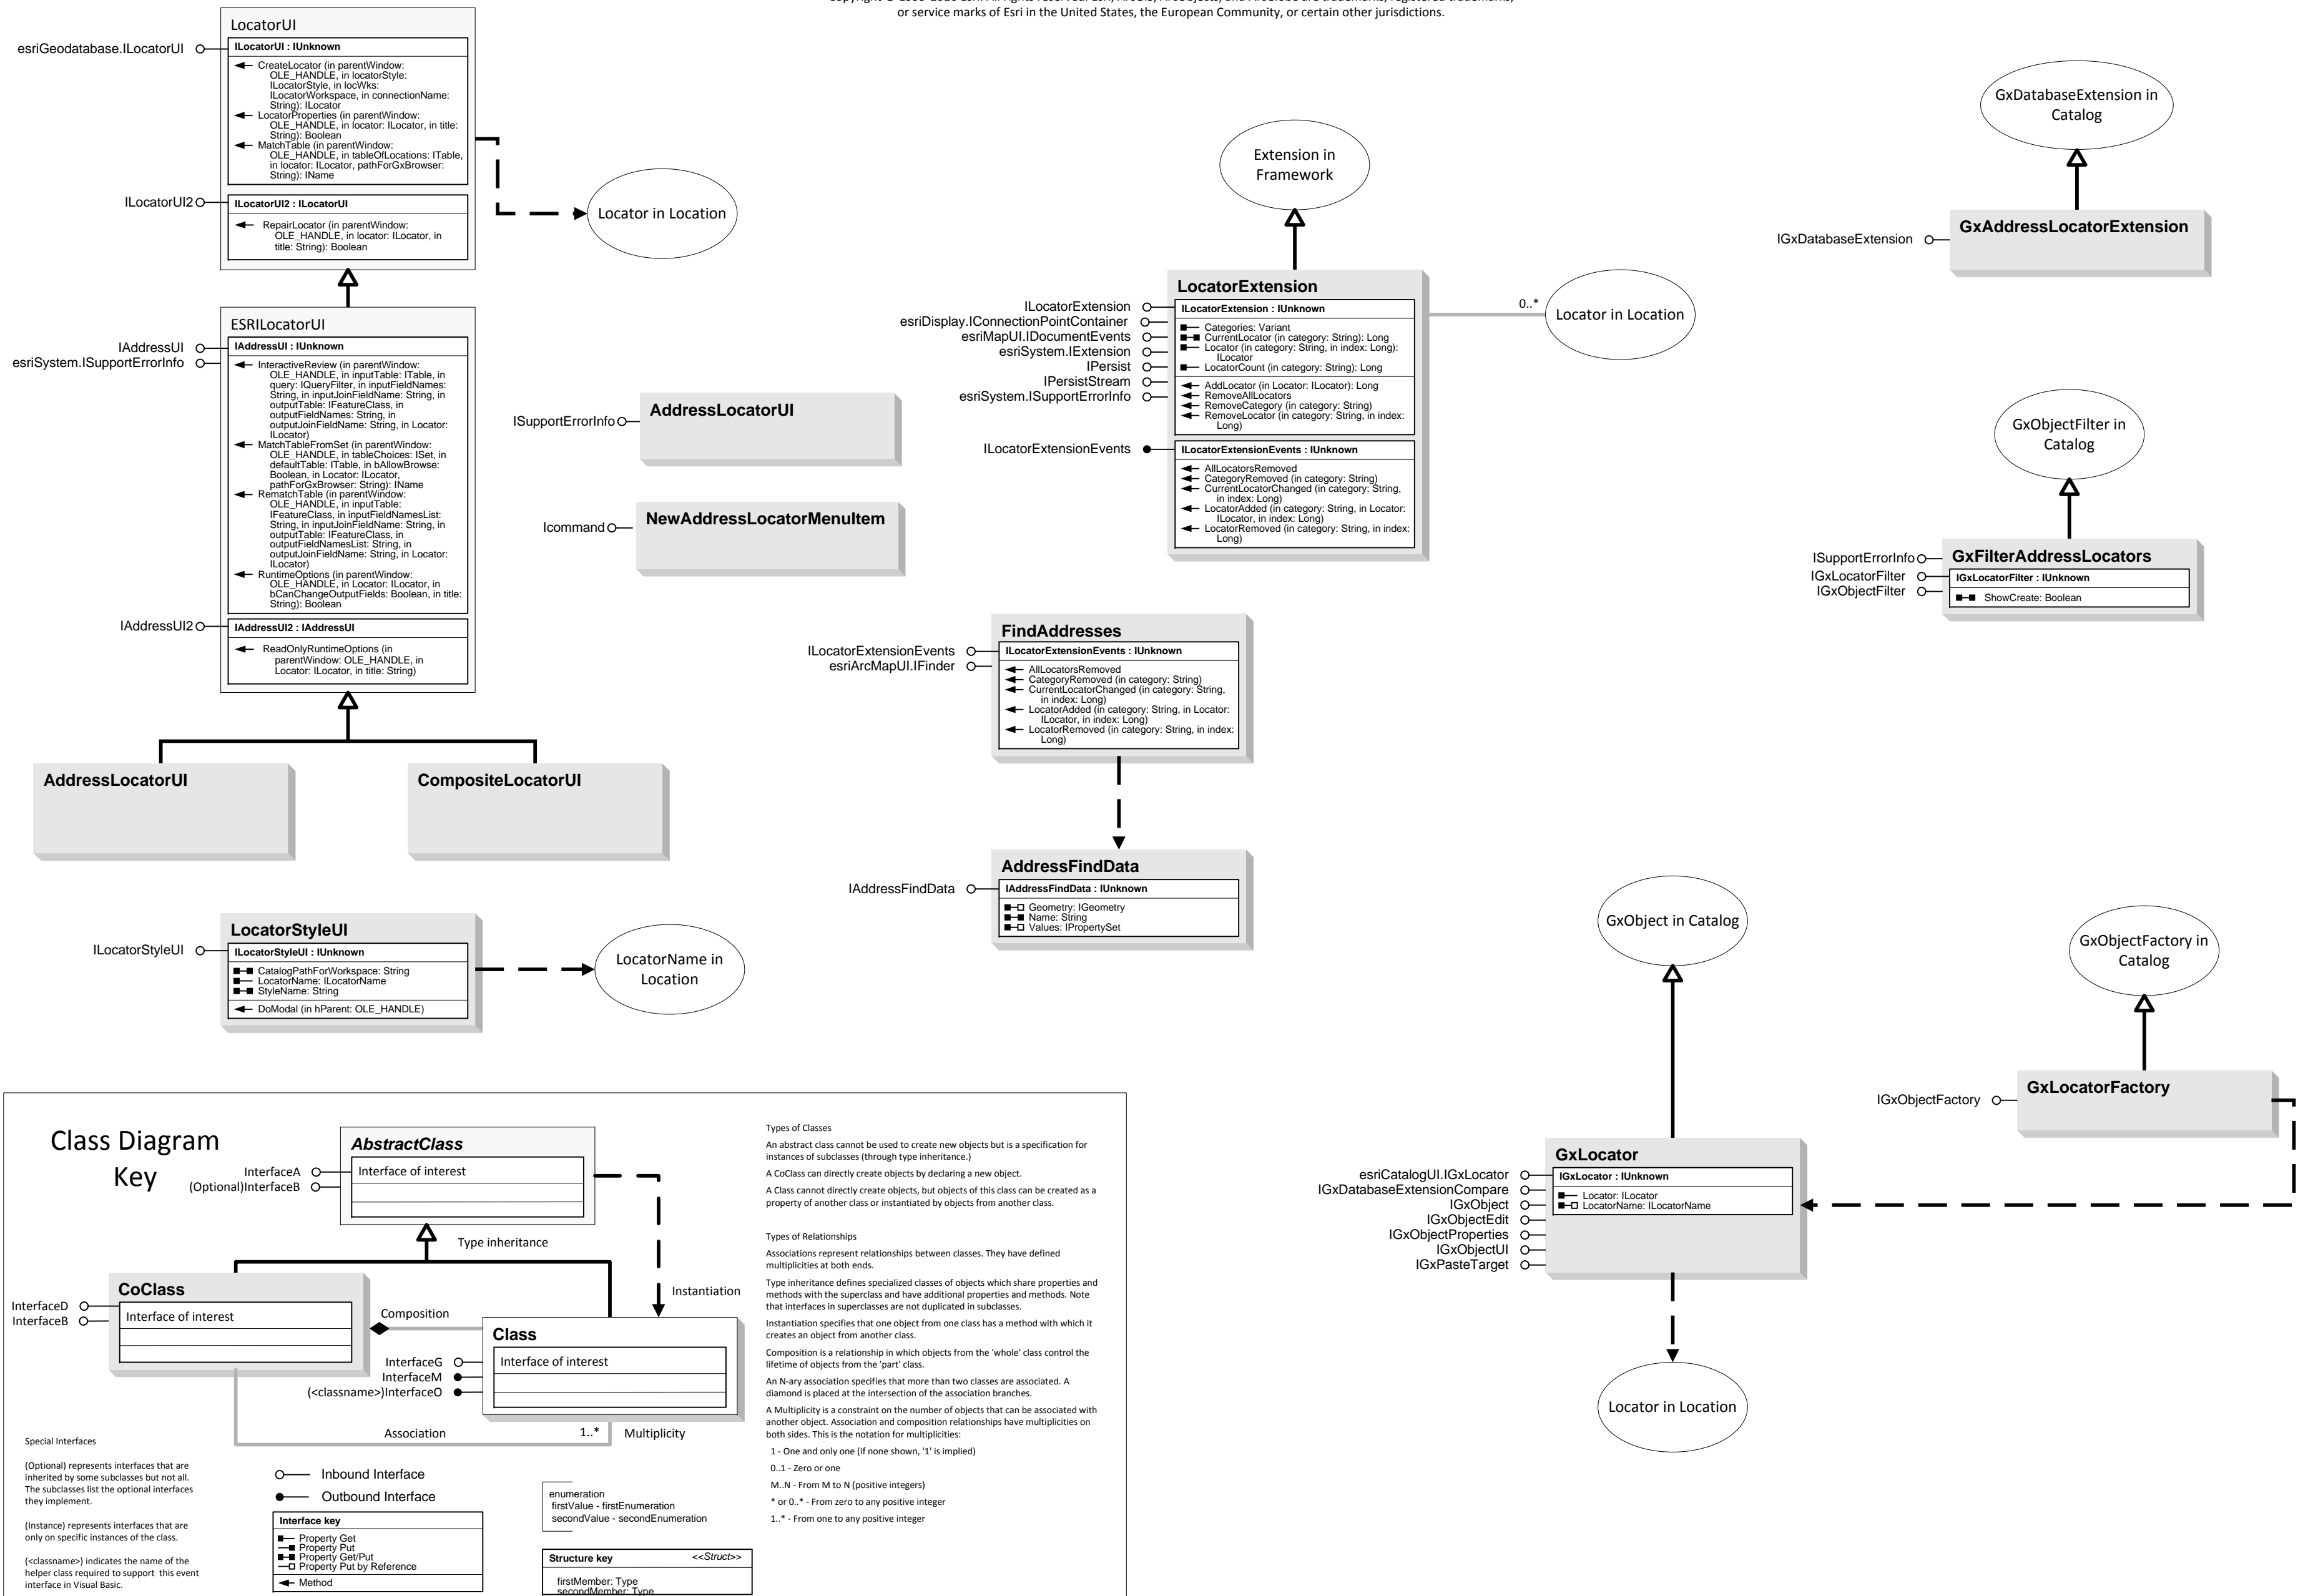 or service marks of Esri in the United States, the European Community, or certain other jurisdictions.
LocatorUI
esriGeodatabase.ILocatorUI
ILocatorUI : IUnknown
CreateLocator (in parentWindow:
OLE_HANDLE, in locatorStyle:
ILocatorStyle, in locWks:
ILocatorWorkspace, in connectionName:
String): ILocator
LocatorProperties (in parentWindow:
OLE_HANDLE, in locator: ILocator, in title:
String): Boolean
MatchTable (in parentWindow:
OLE_HANDLE, in tableOfLocations: ITable,
in locator: ILocator, pathForGxBrowser:
String): IName
ILocatorUI2
ILocatorUI2 : ILocatorUI
RepairLocator (in parentWindow:
OLE_HANDLE, in locator: ILocator, in
title: String): Boolean
Locator in Location
ESRILocatorUI
IAddressUI
esriSystem.ISupportErrorInfo
IAddressUI : IUnknown
InteractiveReview (in parentWindow:
OLE_HANDLE, in inputTable: ITable, in
query: IQueryFilter, in inputFieldNames:
String, in inputJoinFieldName: String, in
outputTable: IFeatureClass, in
outputFieldNames: String, in
outputJoinFieldName: String, in Locator:
ILocator)
MatchTableFromSet (in parentWindow:
OLE_HANDLE, in tableChoices: ISet, in
defaultTable: ITable, in bAllowBrowse:
Boolean, in Locator: ILocator,
pathForGxBrowser: String): IName
RematchTable (in parentWindow:
OLE_HANDLE, in inputTable:
IFeatureClass, in inputFieldNamesList:
String, in inputJoinFieldName: String, in
outputTable: IFeatureClass, in
outputFieldNamesList: String, in
outputJoinFieldName: String, in Locator:
ILocator)
RuntimeOptions (in parentWindow:
OLE_HANDLE, in Locator: ILocator, in
bCanChangeOutputFields: Boolean, in title:
String): Boolean
IAddressUI2
IAddressUI2 : IAddressUI
ReadOnlyRuntimeOptions (in
parentWindow: OLE_HANDLE, in
Locator: ILocator, in title: String)
AddressLocatorUI
CompositeLocatorUI
LocatorStyleUI
ILocatorStyleUI
ILocatorStyleUI : IUnknown
CatalogPathForWorkspace: String
LocatorName: ILocatorName
StyleName: String
DoModal (in hParent: OLE_HANDLE)
LocatorName in
Location
ISupportErrorInfo
AddressLocatorUI
Icommand
NewAddressLocatorMenuItem
Extension in
Framework
LocatorExtension
ILocatorExtension
esriDisplay.IConnectionPointContainer
esriMapUI.IDocumentEvents
esriSystem.IExtension
IPersist
IPersistStream
esriSystem.ISupportErrorInfo
ILocatorExtension : IUnknown
Categories: Variant
CurrentLocator (in category: String): Long
Locator (in category: String, in index: Long):
ILocator
LocatorCount (in category: String): Long
AddLocator (in Locator: ILocator): Long
RemoveAllLocators
RemoveCategory (in category: String)
RemoveLocator (in category: String, in index:
Long)
ILocatorExtensionEvents
ILocatorExtensionEvents : IUnknown
AllLocatorsRemoved
CategoryRemoved (in category: String)
CurrentLocatorChanged (in category: String,
in index: Long)
LocatorAdded (in category: String, in Locator:
ILocator, in index: Long)
LocatorRemoved (in category: String, in index:
Long)
0..*
Locator in Location
FindAddresses
ILocatorExtensionEvents
esriArcMapUI.IFinder
ILocatorExtensionEvents : IUnknown
AllLocatorsRemoved
CategoryRemoved (in category: String)
CurrentLocatorChanged (in category: String,
in index: Long)
LocatorAdded (in category: String, in Locator:
ILocator, in index: Long)
LocatorRemoved (in category: String, in index:
Long)
AddressFindData
IAddressFindData
IAddressFindData : IUnknown
Geometry: IGeometry
Name: String
Values: IPropertySet
GxDatabaseExtension in
Catalog
IGxDatabaseExtension
GxAddressLocatorExtension
GxObjectFilter in
Catalog
ISupportErrorInfo
IGxLocatorFilter
IGxObjectFilter
GxFilterAddressLocators
IGxLocatorFilter : IUnknown
ShowCreate: Boolean
GxObject in Catalog
GxObjectFactory in
Catalog
IGxObjectFactory
GxLocatorFactory
GxLocator
esriCatalogUI.IGxLocator
IGxDatabaseExtensionCompare
IGxObject
IGxObjectEdit
IGxObjectProperties
IGxObjectUI
IGxPasteTarget
IGxLocator : IUnknown
Locator: ILocator
LocatorName: ILocatorName
Locator in Location
Class Diagram
Key
AbstractClass
InterfaceA
(Optional)InterfaceB
Interface of interest
Type inheritance
CoClass
InterfaceD
InterfaceB
Interface of interest
Composition
Instantiation
Class
InterfaceG
InterfaceM
(<classname>)InterfaceO
Interface of interest
Association
1..*
Multiplicity
Special Interfaces
(Optional) represents interfaces that are
inherited by some subclasses but not all.
The subclasses list the optional interfaces
they implement.
(Instance) represents interfaces that are
only on specific instances of the class.
(<classname>) indicates the name of the
helper class required to support this event
interface in Visual Basic.
Inbound Interface
Outbound Interface
Interface key
Property Get
Property Put
Property Get/Put
Property Put by Reference
Method
enumeration
firstValue - firstEnumeration
secondValue - secondEnumeration
Structure key
<<Struct>>
firstMember: Type
secondMember: Type
Types of Classes
An abstract class cannot be used to create new objects but is a specification for
instances of subclasses (through type inheritance.)
A CoClass can directly create objects by declaring a new object.
A Class cannot directly create objects, but objects of this class can be created as a
property of another class or instantiated by objects from another class.
Types of Relationships
Associations represent relationships between classes. They have defined
multiplicities at both ends.
Type inheritance defines specialized classes of objects which share properties and
methods with the superclass and have additional properties and methods. Note
that interfaces in superclasses are not duplicated in subclasses.
Instantiation specifies that one object from one class has a method with which it
creates an object from another class.
Composition is a relationship in which objects from the 'whole' class control the
lifetime of objects from the 'part' class.
An N-ary association specifies that more than two classes are associated. A
diamond is placed at the intersection of the association branches.
A Multiplicity is a constraint on the number of objects that can be associated with
another object. Association and composition relationships have multiplicities on
both sides. This is the notation for multiplicities:
1 - One and only one (if none shown, '1' is implied)
0..1 - Zero or one
M..N - From M to N (positive integers)
* or 0..* - From zero to any positive integer
1..* - From one to any positive integer